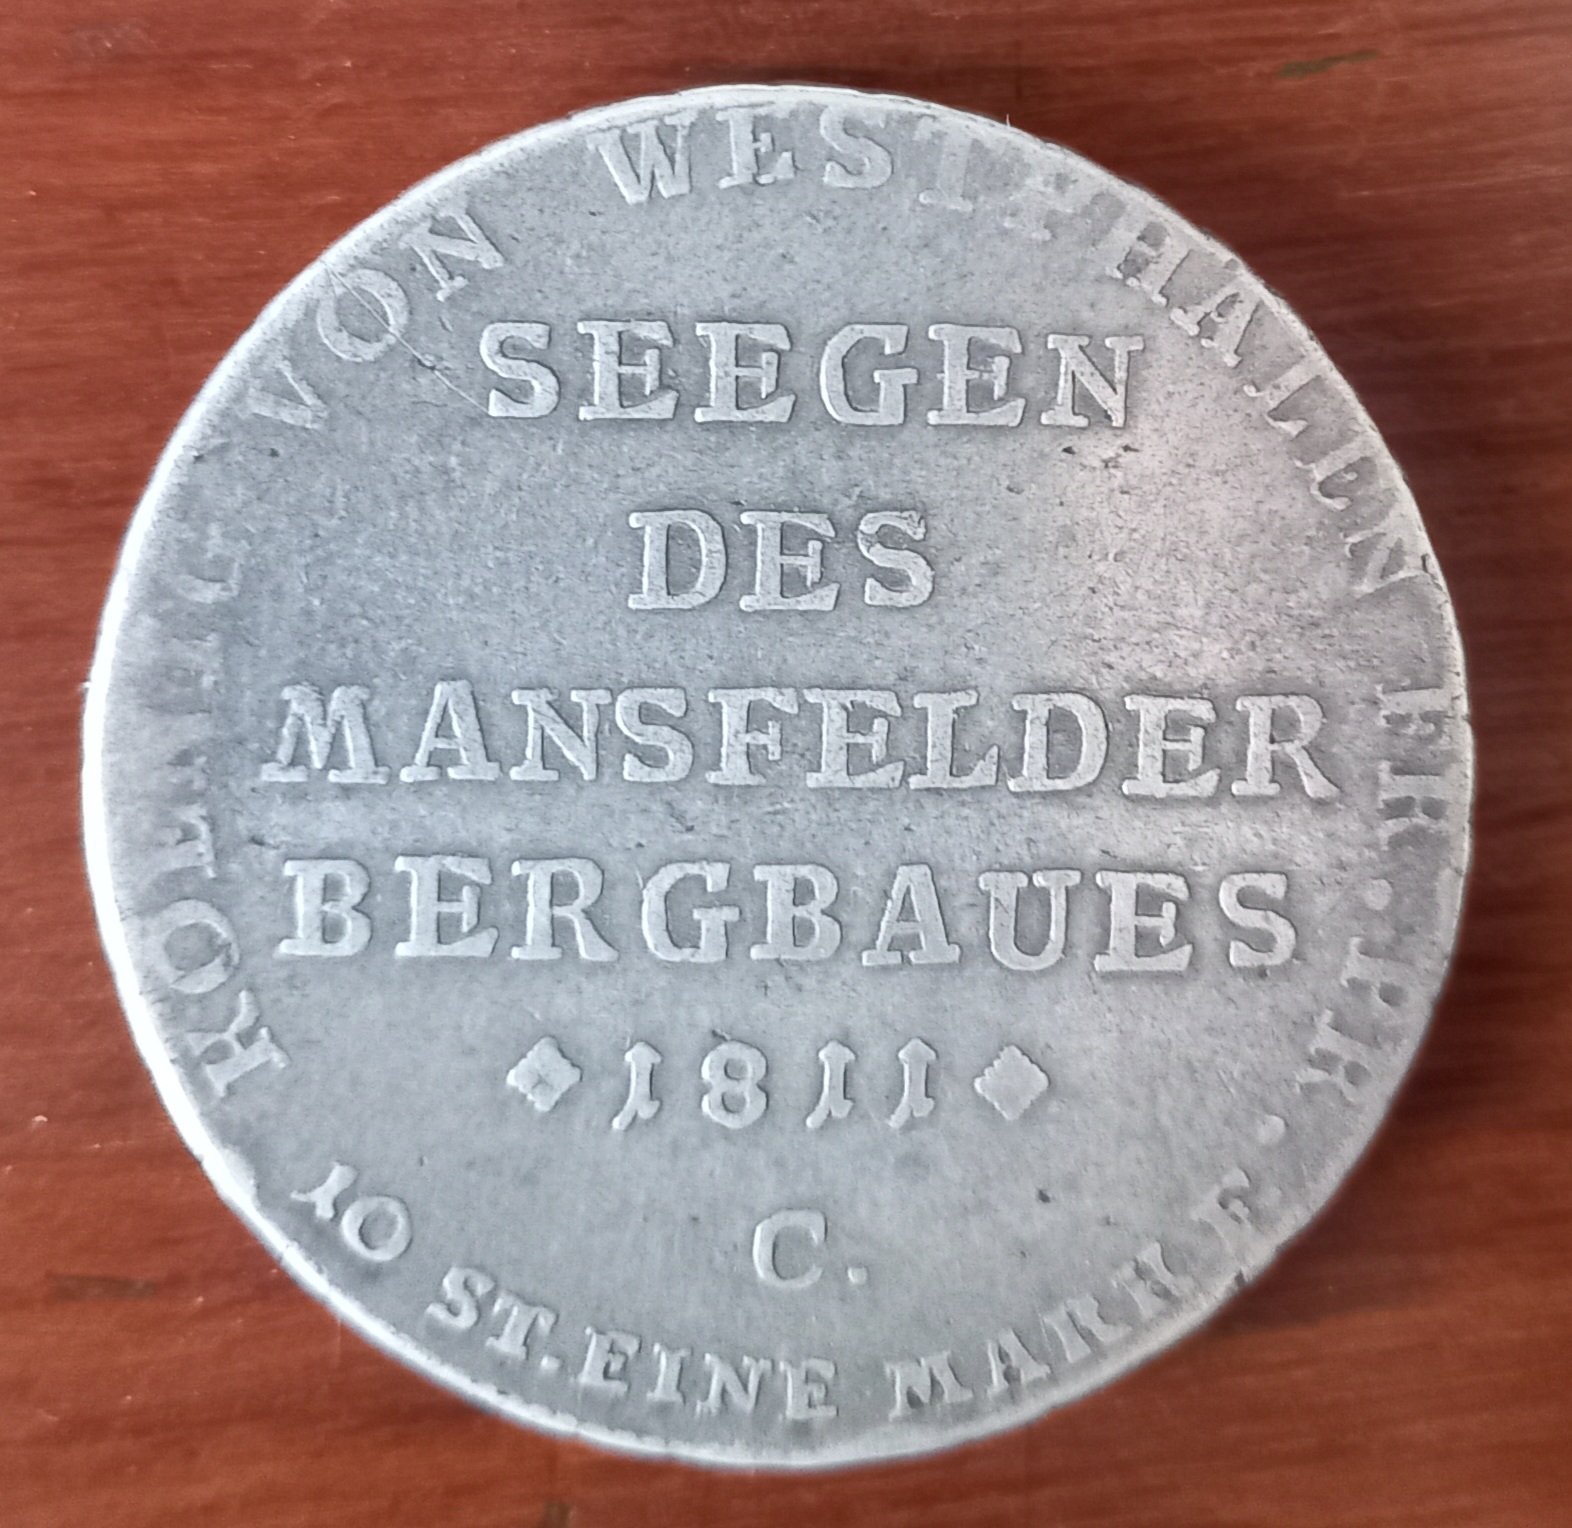 KOENIG VON WESTPHALEN FR. PR.
SEEGEN
DES
MANSFELDER
BERGBAUES
1811
C.
10 ST. EINE MARK F.